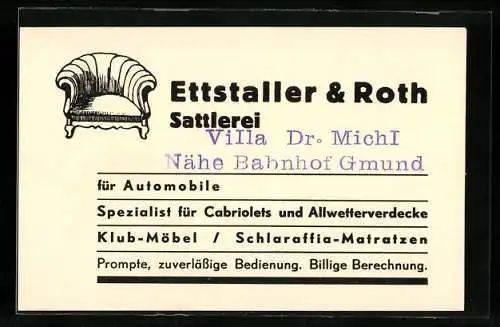 Ettstaller & Roth
Sattlerei
Villa Dr. Michl
Nähe Bahnhof Gmund
für Automobile
Spezialist für Cabriolets und Allwetterverdecke
Klub-Möbel / Schlaraffia-Matratzen
Prompte, zuverläßige Bedienung. Billige Berechnung.